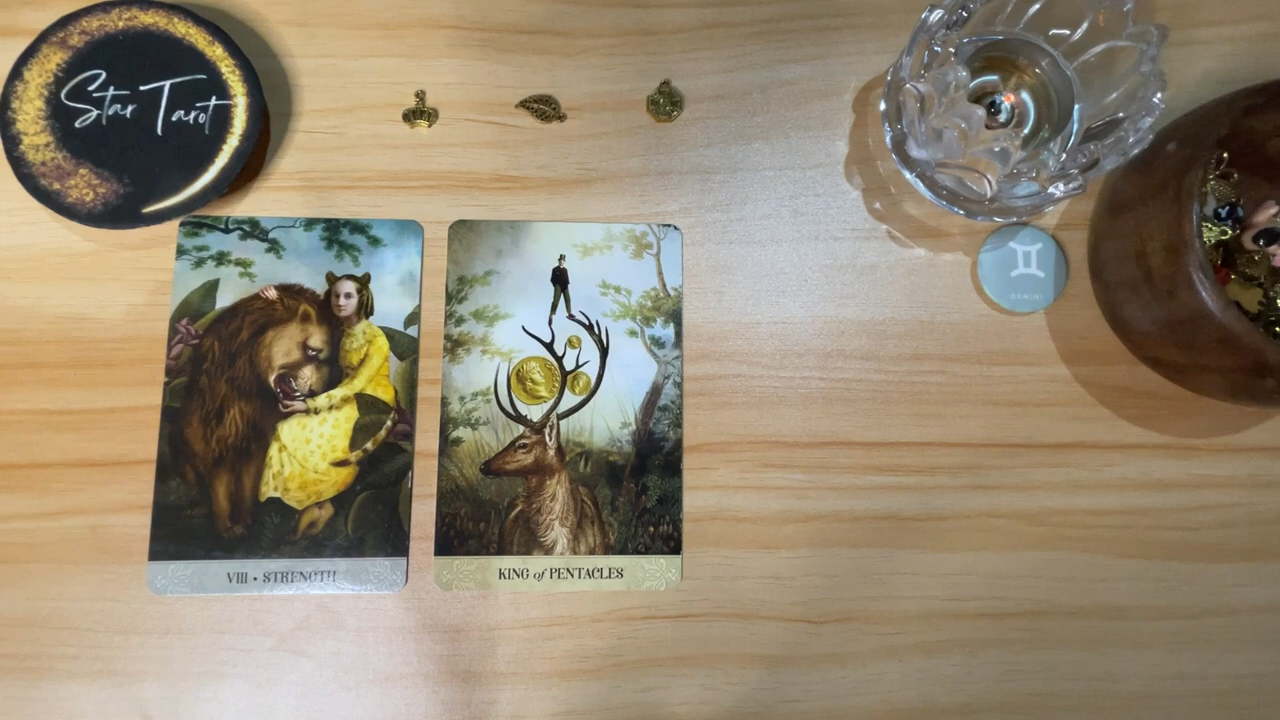 Star Tarot
GEMINI
VIII • STRENGTH
KING of PENTACLES
Y